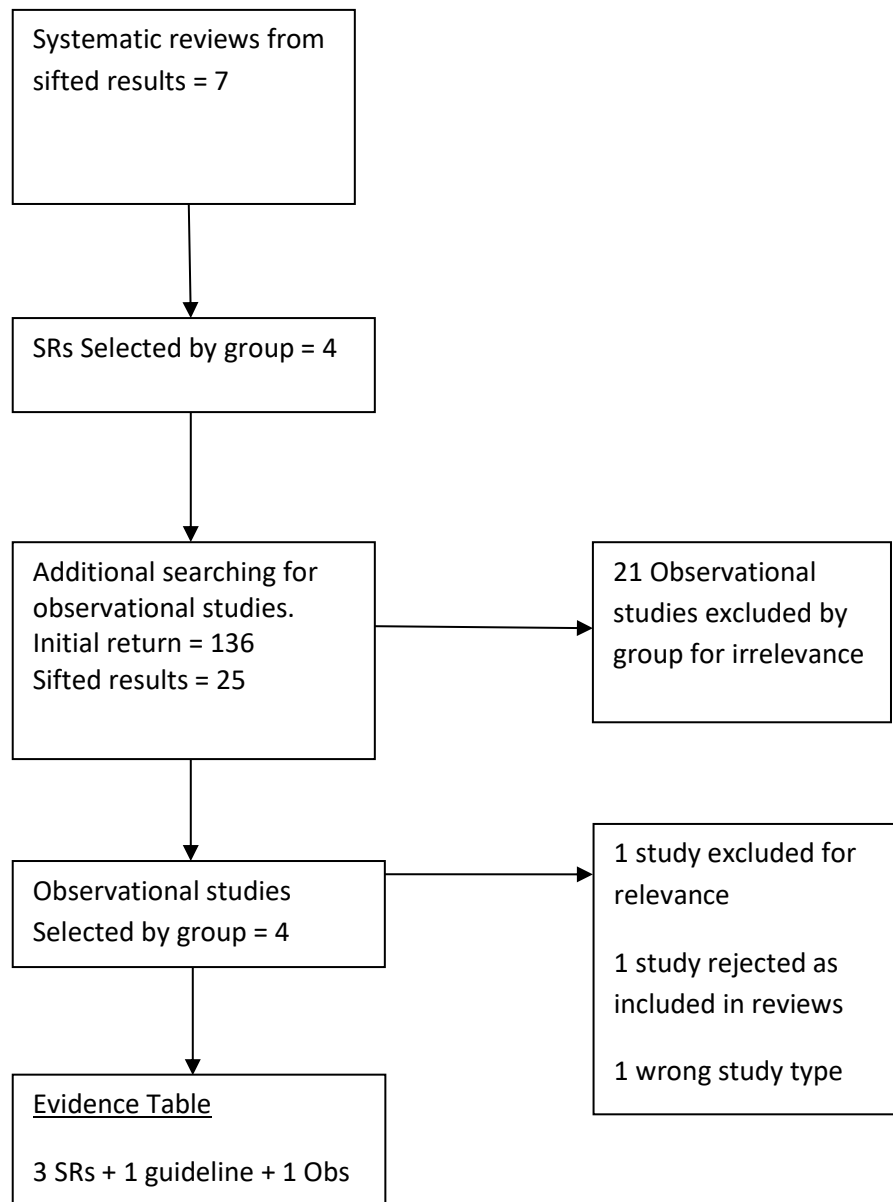 Systematic reviews from
sifted results = 7
SRs Selected by group = 4
Additional searching for
observational studies.
Initial return = 136
Sifted results = 25
21 Observational
studies excluded by
group for irrelevance
Observational studies
Selected by group = 4
1 study excluded for
relevance
1 study rejected as
included in reviews
1 wrong study type
Evidence Table
3 SRs + 1 guideline + 1 Obs